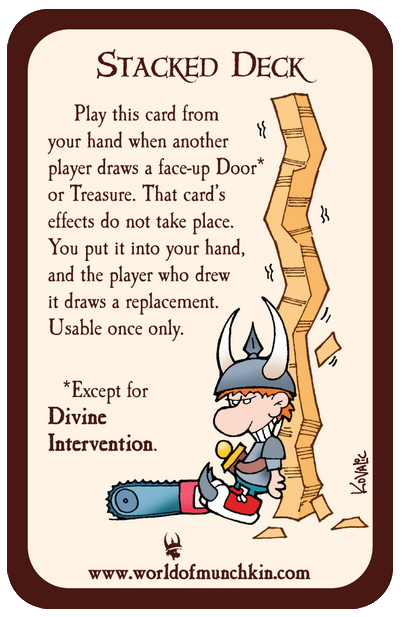 Stacked Deck
Play this card from
your hand when another
player draws a face-up Door*
or Treasure. That card's
effects do not take place.
You put it into your hand,
and the player who drew
it draws a replacement.
Usable once only.
*Except for
Divine
Intervention.
Kovalic
www.worldofmunchkin.com